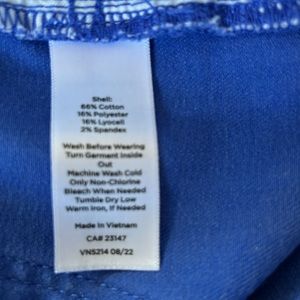 Shell:
66% Cotton
16% Polyester
16% Lyocell
2% Spandex
Wash Before Wearing
Turn Garment Inside
Out
Machine Wash Cold
Only Non-Chlorine
Bleach When Needed
Tumble Dry Low
Warm Iron, If Needed
Made in Vietnam
CA# 23147
VN5214 08/22